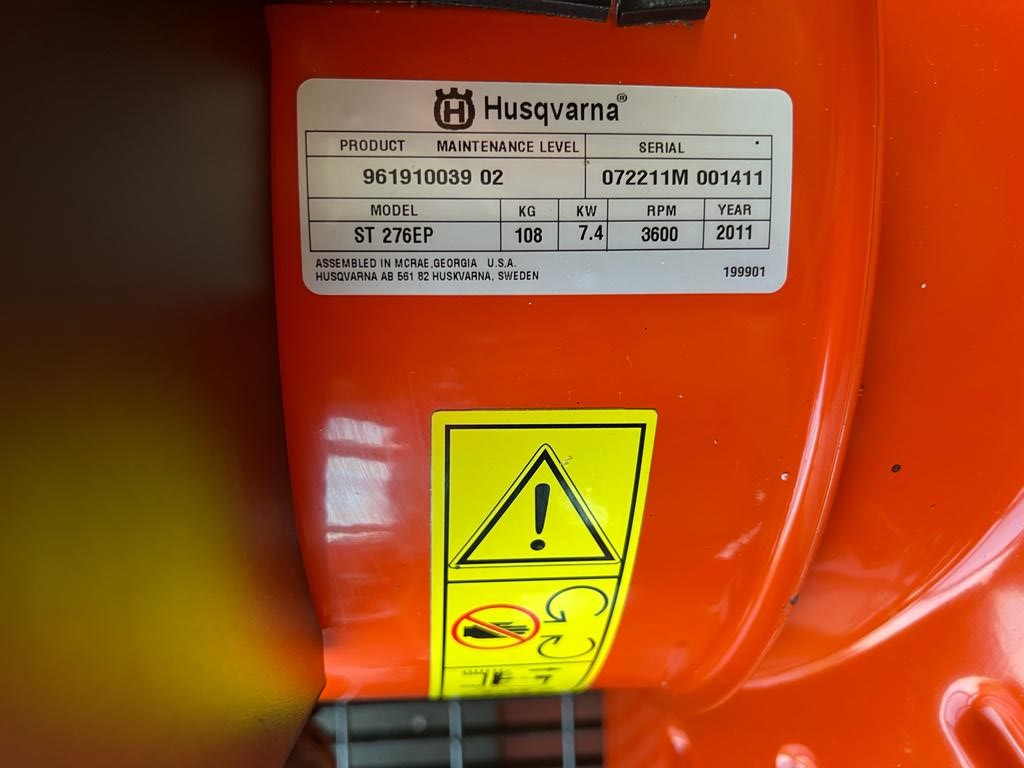 H Husqvarna®
PRODUCT MAINTENANCE LEVEL SERIAL
961910039 02 072211M 001411
MODEL KG KW RPM YEAR
ST 276EP 108 7.4 3600 2011
ASSEMBLED IN MCRAE,GEORGIA U.S.A.
HUSQVARNA AB 561 82 HUSKVARNA, SWEDEN 199901